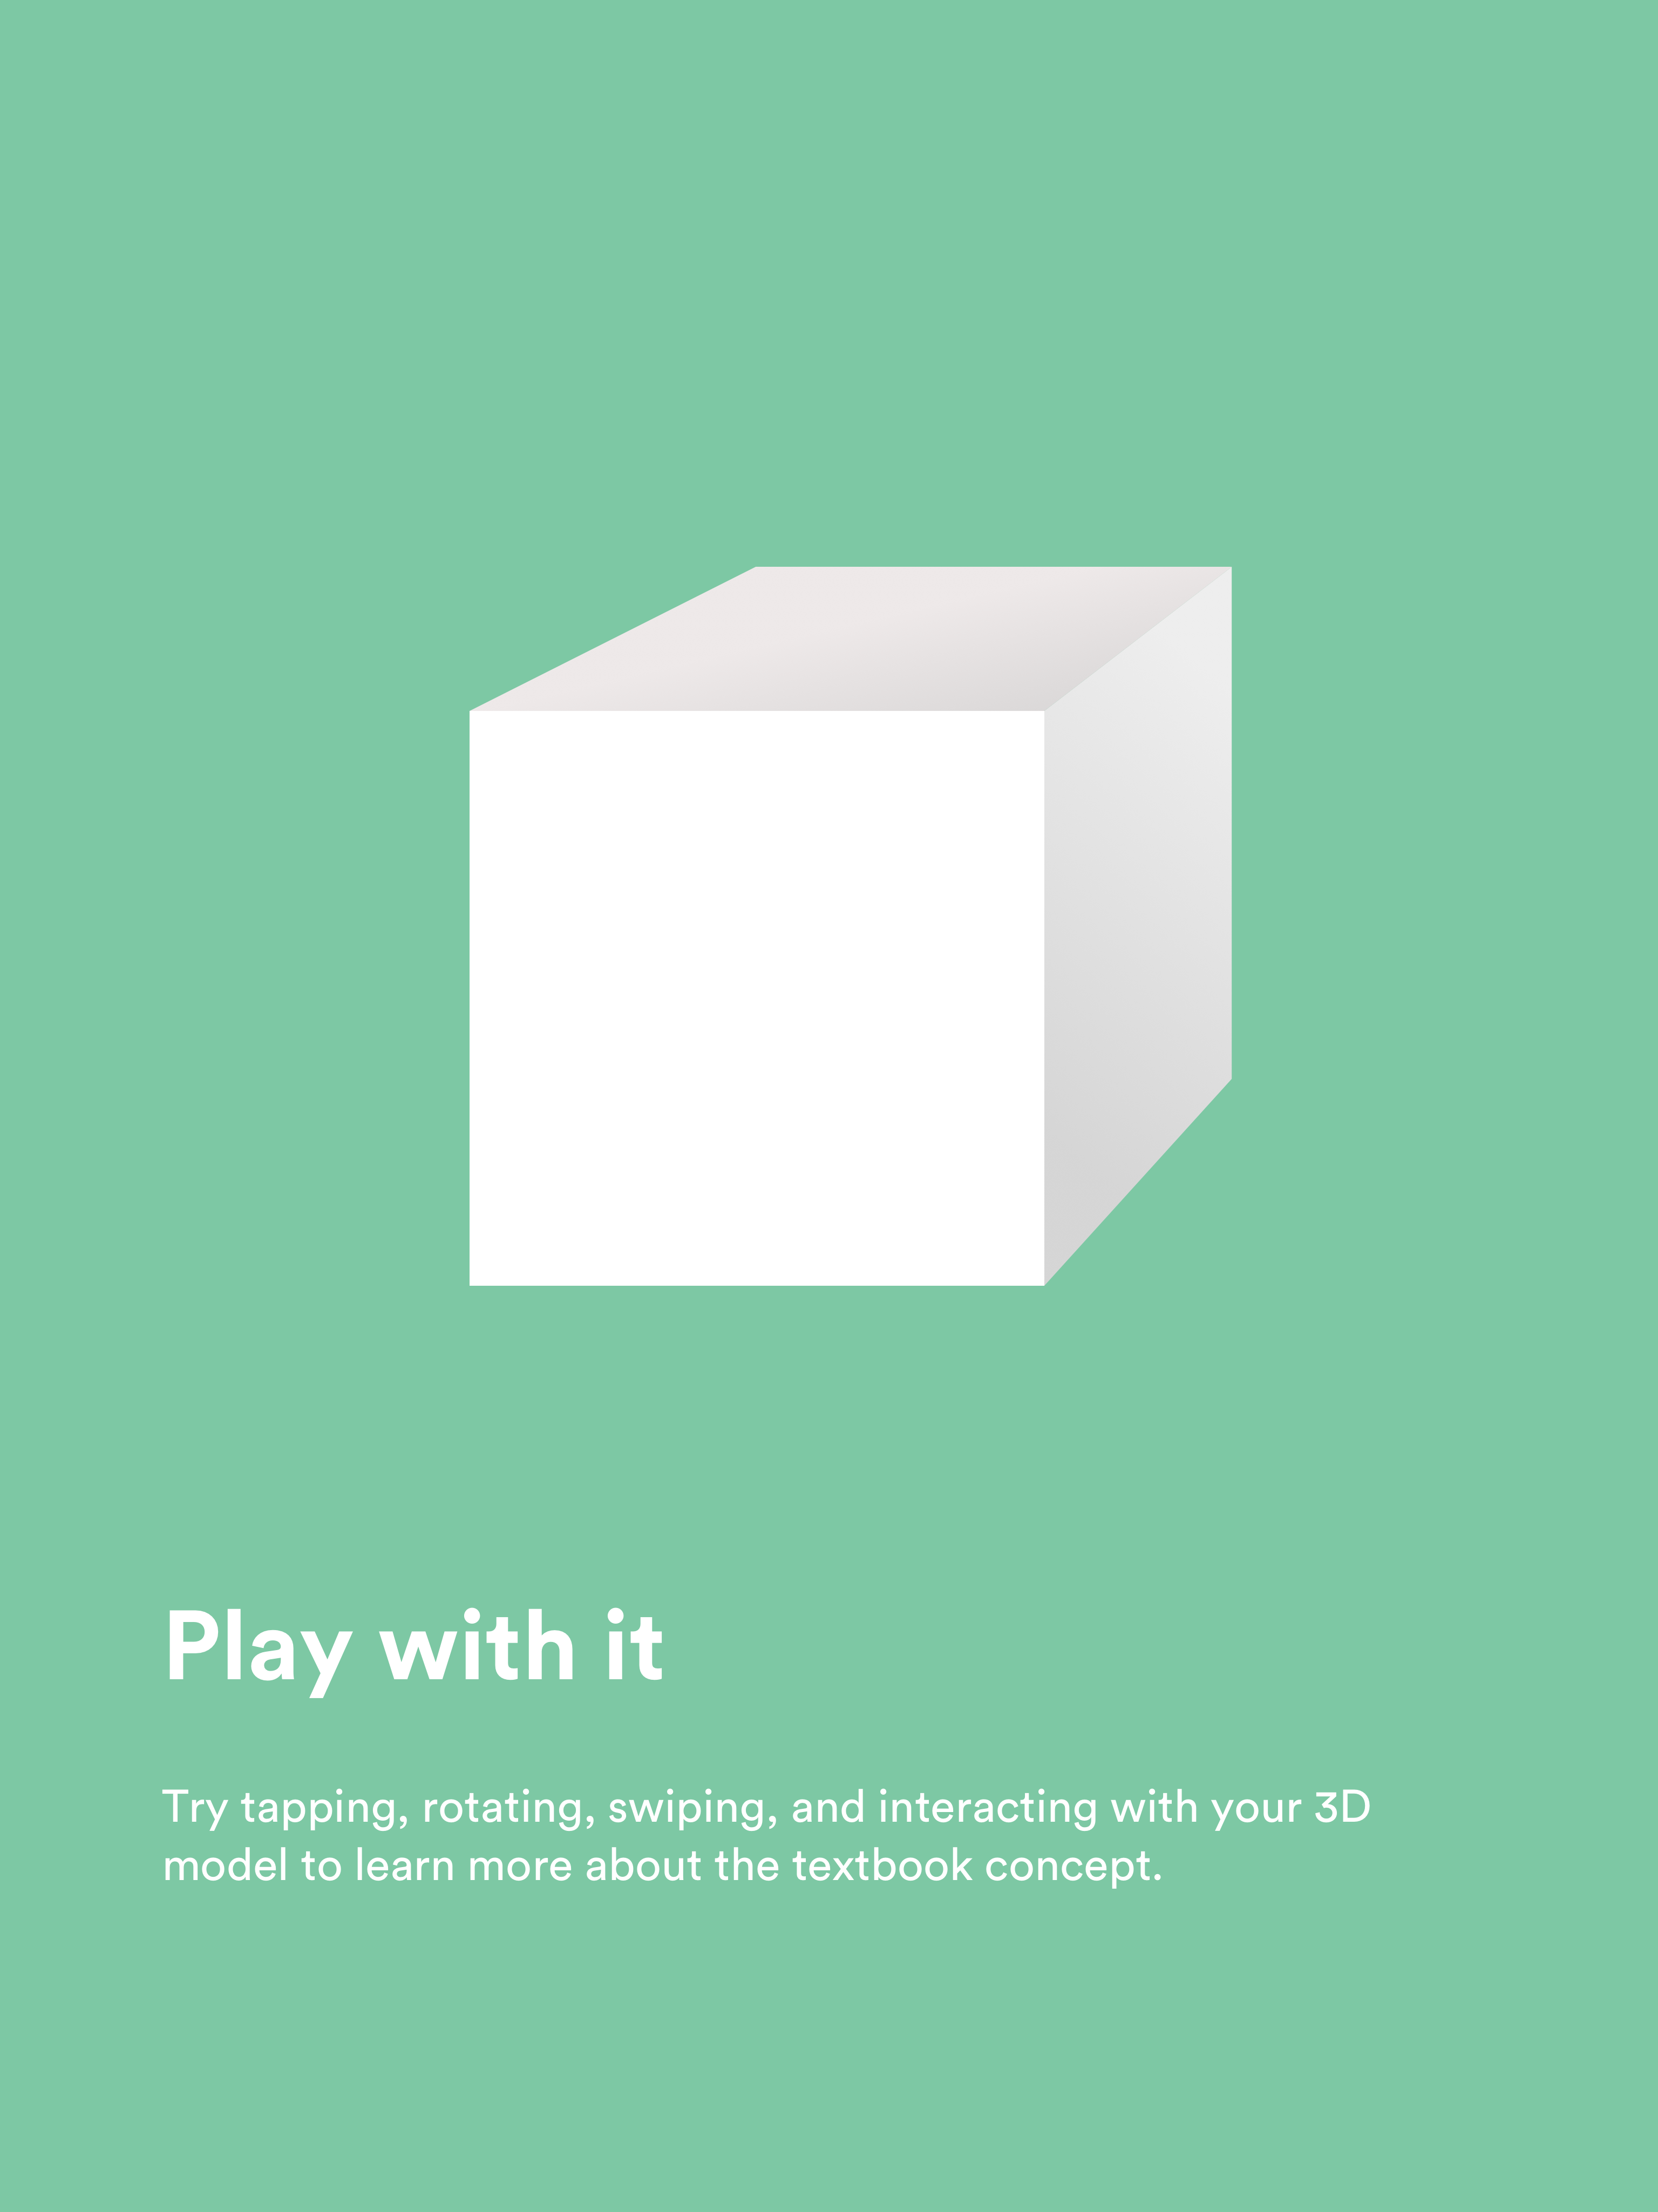 Play with it
Try tapping, rotating, swiping, and interacting with your 3D
model to learn more about the textbook concept.